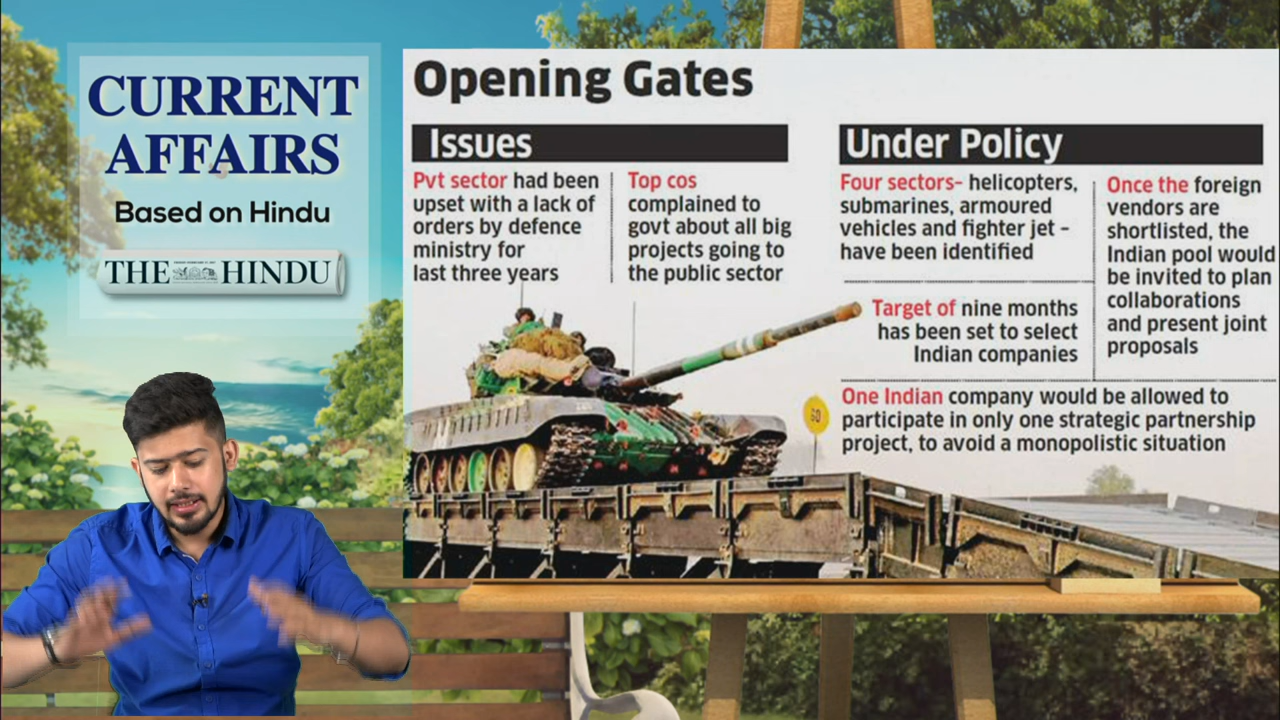 CURRENT
AFFAIRS
Based on Hindu
THE HINDU
Opening Gates
Issues
Pvt sector had been
upset with a lack of
orders by defence
ministry for
last three years
Top cos
complained to
govt about all big
projects going to
the public sector
Under Policy
Four sectors- helicopters,
submarines, armoured
vehicles and fighter jet –
have been identified
Target of nine months
has been set to select
Indian companies
Once the foreign
vendors are
shortlisted, the
Indian pool would
be invited to plan
collaborations
and present joint
proposals
One Indian company would be allowed to
participate in only one strategic partnership
project, to avoid a monopolistic situation
60